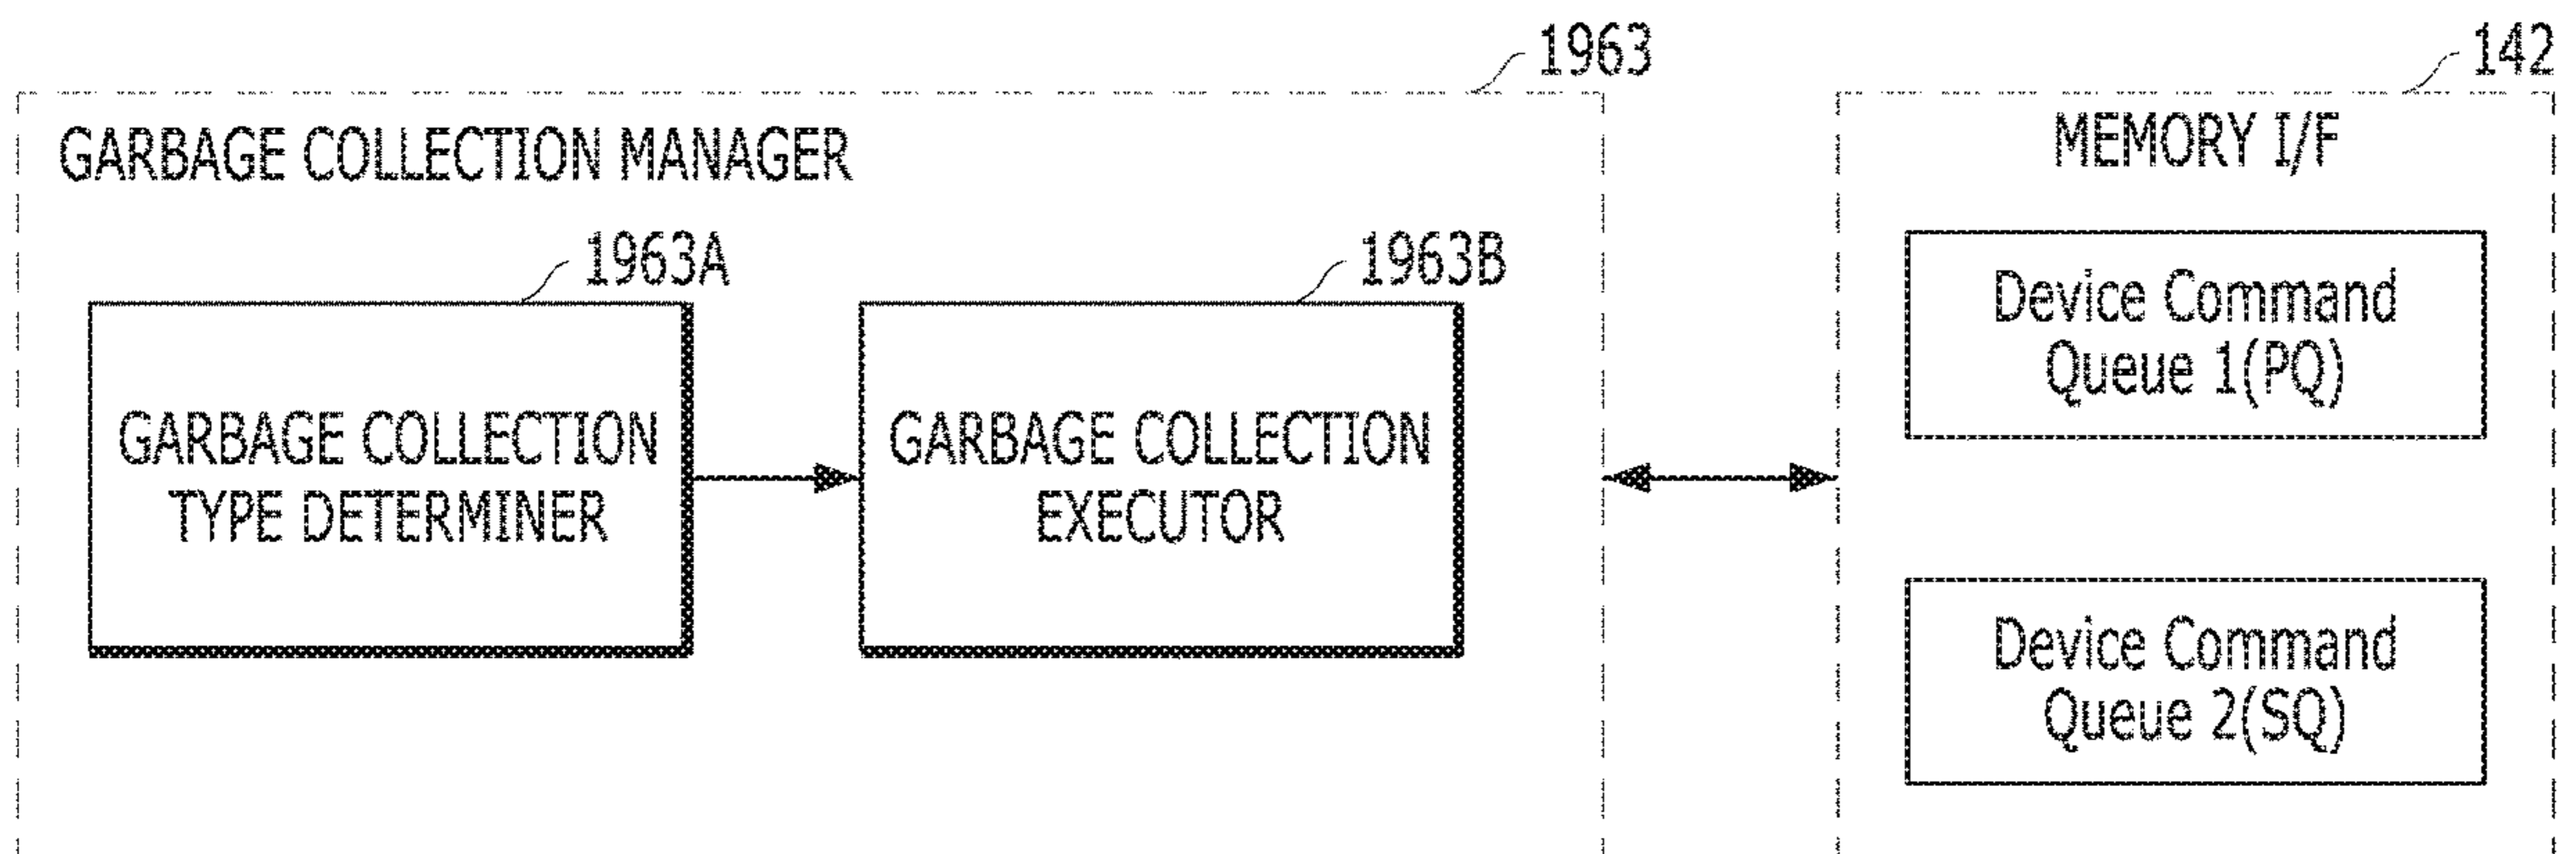 1963
142
GARBAGE COLLECTION MANAGER
MEMORY I/F
1963A
1963B
GARBAGE COLLECTION
TYPE DETERMINER
GARBAGE COLLECTION
EXECUTOR
Device Command
Queue 1(PQ)
Device Command
Queue 2(SQ)